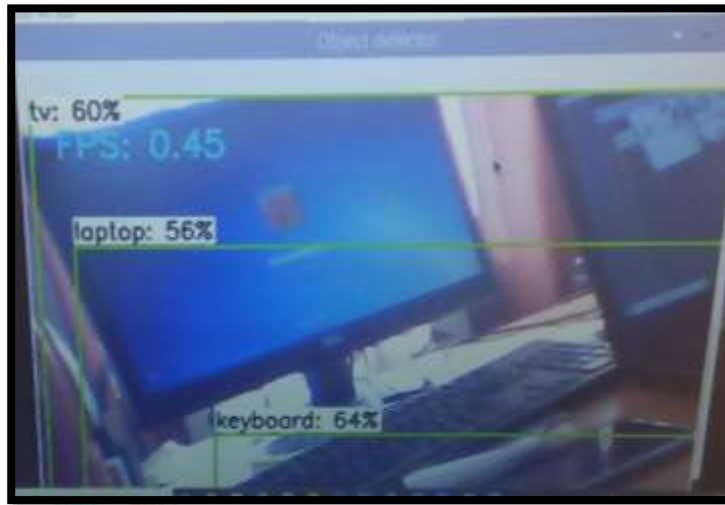 Object detector
tv: 60%
FPS: 0.45
laptop: 56%
keyboard: 64%